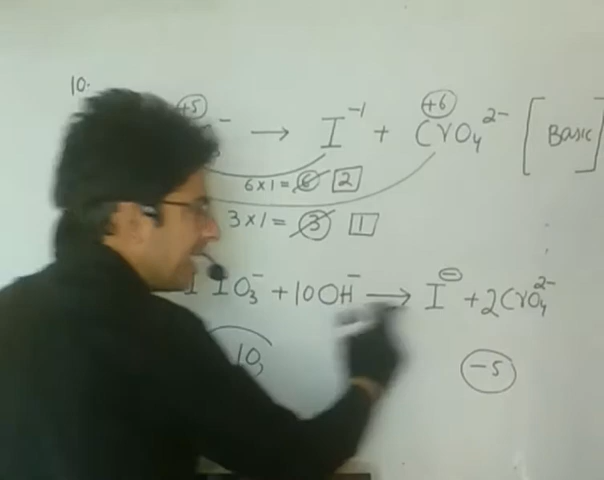 10.
+5 - → I⁻¹ + +6 CrO₄²⁻ [Basic]
6 x 1 = 6 2
3 x 1 = 3 1
1 IO₃⁻ + 10OH⁻ → I⊖ + 2CrO₄²⁻
10, -5